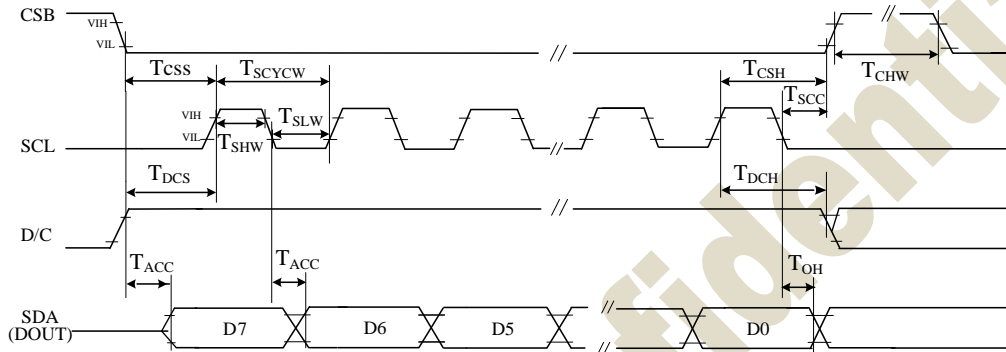 CSB
VIH
VIL
//
//
Tcss
TSCYCW
TCSH
TCHW
TSCC
VIH
VIL
TSHW
TSLW
SCL
//
TDCS
TDCH
//
D/C
TACC
TACC
TOH
//
//
SDA
(DOUT)
D7
D6
D5
D0
fidenti